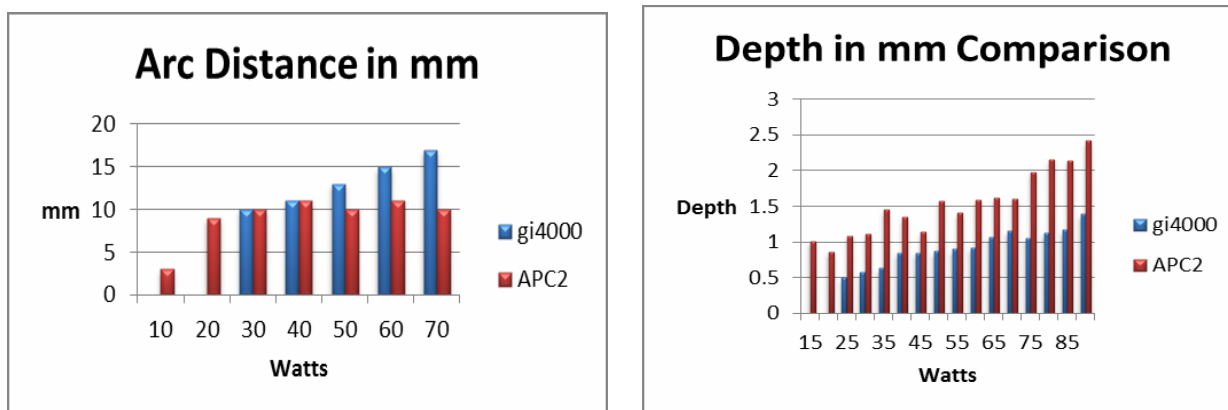 Arc Distance in mm
20
15
10
5
0
mm
10 20 30 40 50 60 70
Watts
gi4000
APC2
Depth in mm Comparison
3
2.5
2
1.5
1
0.5
0
Depth
15 25 35 45 55 65 75 85
Watts
gi4000
APC2